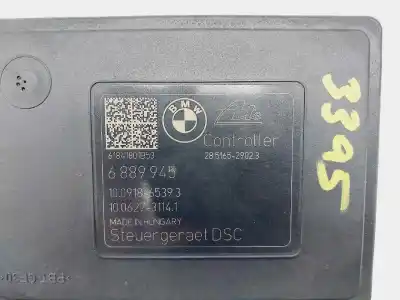 BMW
Ate
Controller
61841801B50
28.5165-2902.3
6 889 945
10.0918-6539.3
10.0622-3114.1
MADE IN HUNGARY
Steuergeraet DSC
3395